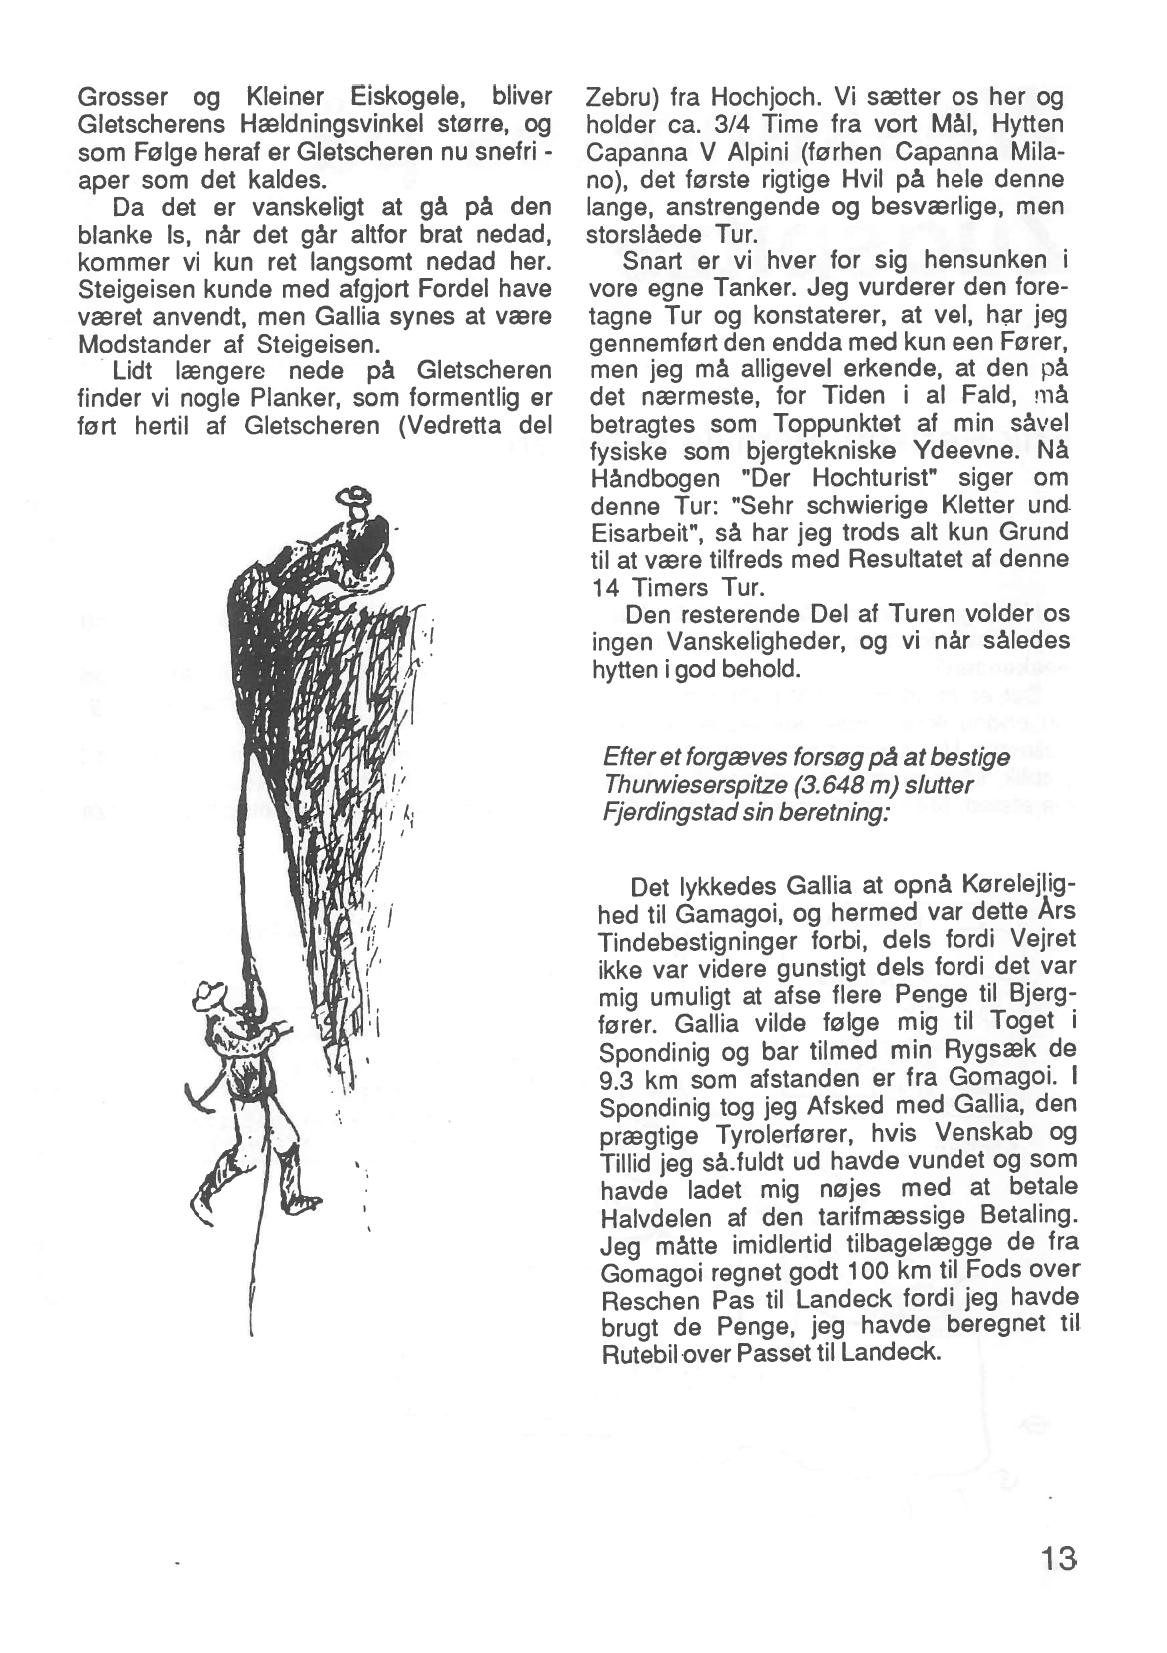 Grosser og Kleiner Eiskogele, bliver
Gletscherens Hældningsvinkel større, og
som Følge heraf er Gletscheren nu snefri -
aper som det kaldes.
Da det er vanskeligt at gå på den
blanke Is, når det går altfor brat nedad,
kommer vi kun ret langsomt nedad her.
Steigeisen kunde med afgjort Fordel have
været anvendt, men Gallia synes at være
Modstander af Steigeisen.
Lidt længere nede på Gletscheren
finder vi nogle Planker, som formentlig er
ført hertil af Gletscheren (Vedretta del
Zebru) fra Hochjoch. Vi sætter os her og
holder ca. 3/4 Time fra vort Mål, Hytten
Capanna V Alpini (førhen Capanna Mila-
no), det første rigtige Hvil på hele denne
lange, anstrengende og besværlige, men
storslåede Tur.
Snart er vi hver for sig hensunken i
vore egne Tanker. Jeg vurderer den fore-
tagne Tur og konstaterer, at vel, har jeg
gennemført den endda med kun een Fører,
men jeg må alligevel erkende, at den på
det nærmeste, for Tiden i al Fald, må
betragtes som Toppunktet af min såvel
fysiske som bjergtekniske Ydeevne. Nå
Håndbogen "Der Hochturist" siger om
denne Tur: "Sehr schwierige Kletter und
Eisarbeit", så har jeg trods alt kun Grund
til at være tilfreds med Resultatet af denne
14 Timers Tur.
Den resterende Del af Turen volder os
ingen Vanskeligheder, og vi når således
hytten i god behold.
Efter et forgæves forsøg på at bestige
Thurwieserspitze (3.648 m) slutter
Fjerdingstad sin beretning:
Det lykkedes Gallia at opnå Kørelejlig-
hed til Gamagoi, og hermed var dette Års
Tindebestigninger forbi, dels fordi Vejret
ikke var videre gunstigt dels fordi det var
mig umuligt at afse flere Penge til Bjerg-
fører. Gallia vilde følge mig til Toget i
Spondinig og bar tilmed min Rygsæk de
9.3 km som afstanden er fra Gomagoi. I
Spondinig tog jeg Afsked med Gallia, den
prægtige Tyrolerfører, hvis Venskab og
Tillid jeg så.fuldt ud havde vundet og som
havde ladet mig nøjes med at betale
Halvdelen af den tarifmæssige Betaling.
Jeg måtte imidlertid tilbagelægge de fra
Gomagoi regnet godt 100 km til Fods over
Reschen Pas til Landeck fordi jeg havde
brugt de Penge, jeg havde beregnet til
Rutebil over Passet til Landeck.
13